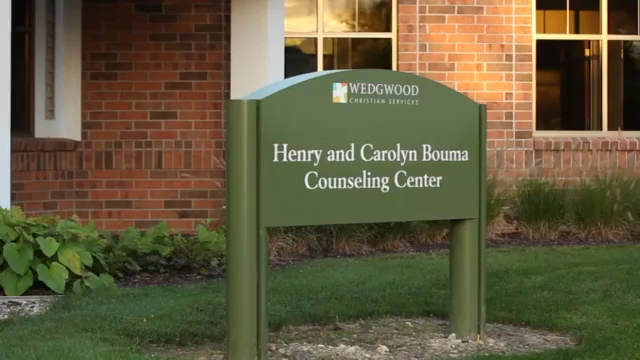 WEDGWOOD
CHRISTIAN SERVICES
Henry and Carolyn Bouma
Counseling Center